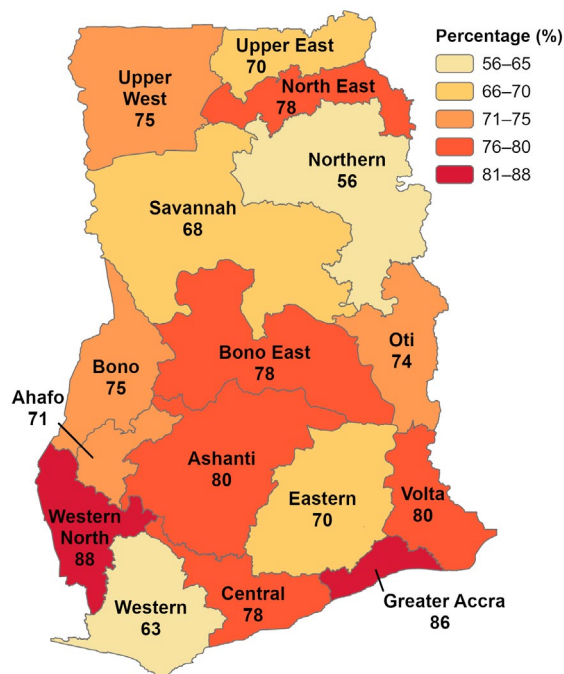 Upper East
70
Percentage (%)
56–65
66–70
71–75
76–80
81–88
Upper
West
75
North East
78
Northern
56
Savannah
68
Oti
74
Bono East
78
Bono
75
Ahafo
71
Ashanti
80
Eastern
70
Volta
80
Western
North
88
Central
78
Western
63
Greater Accra
86